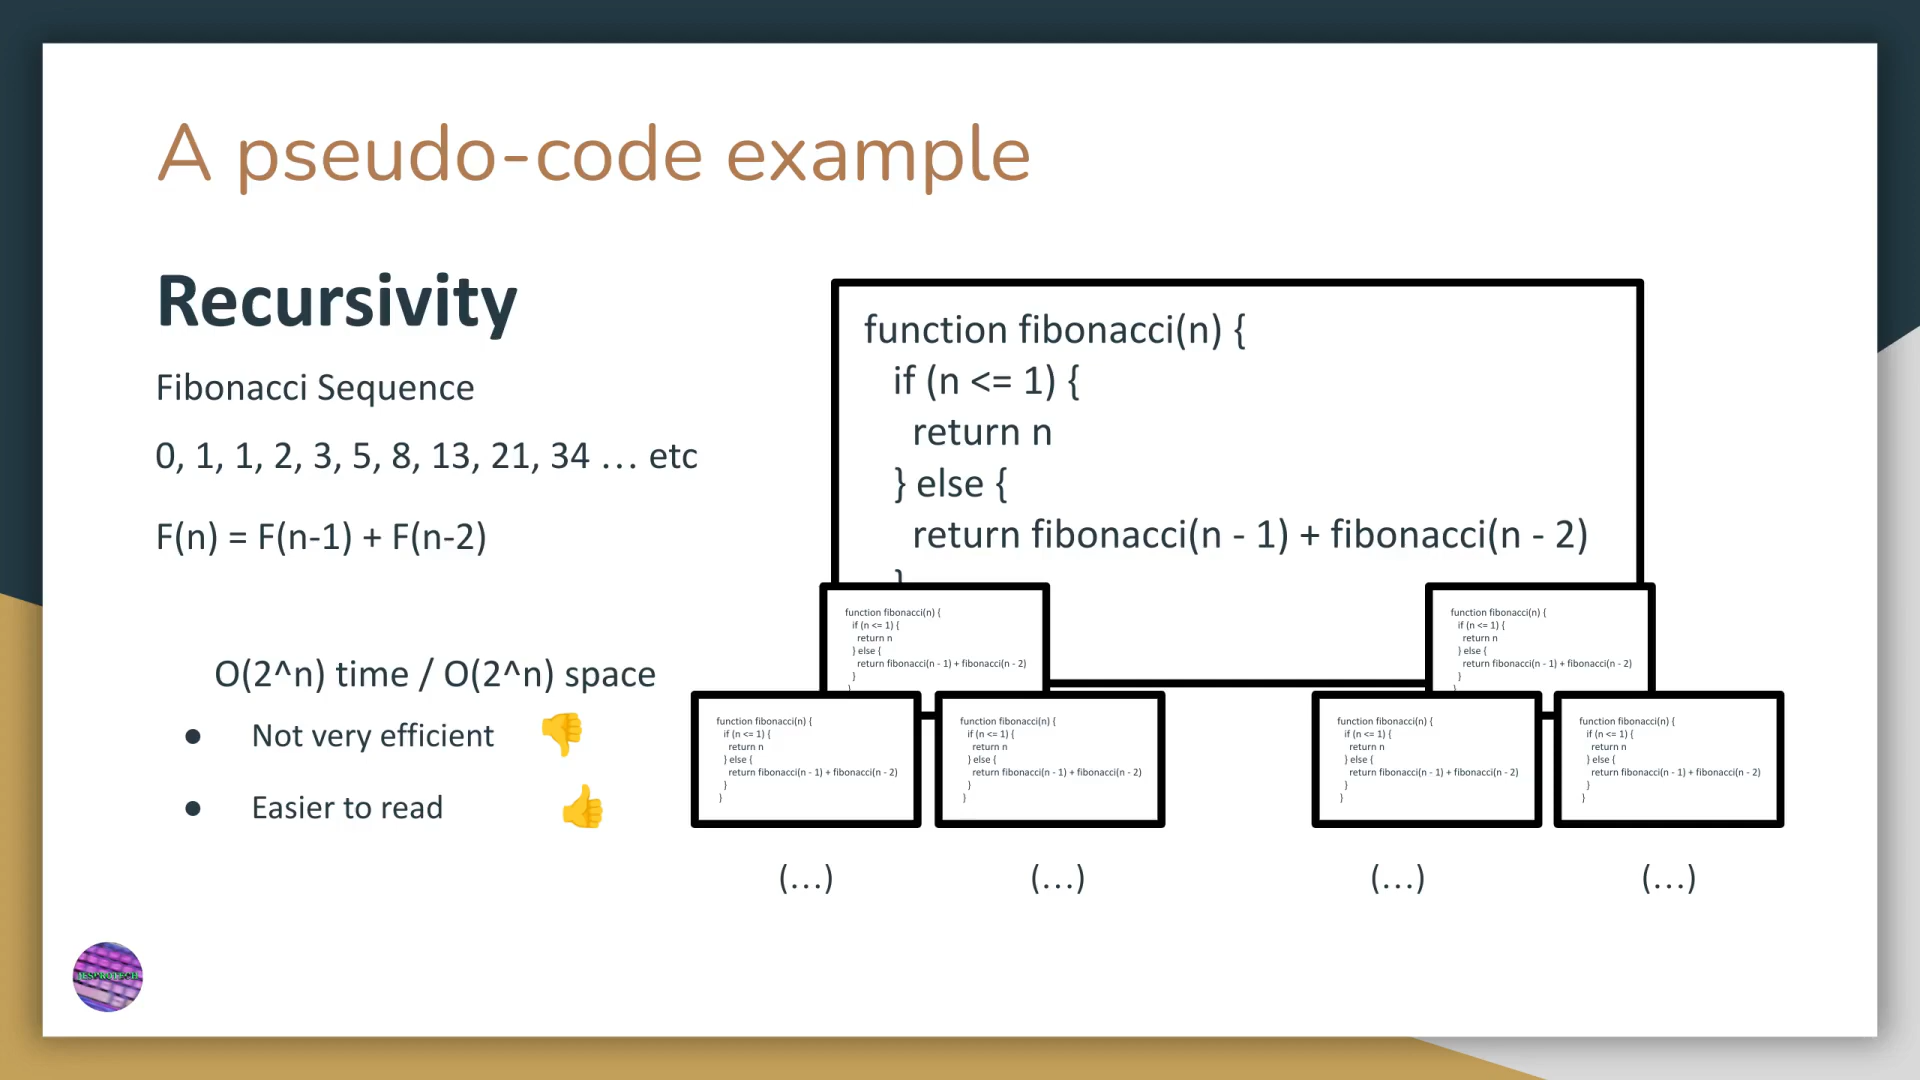 A pseudo-code example
Recursivity
Fibonacci Sequence
0, 1, 1, 2, 3, 5, 8, 13, 21, 34 … etc
F(n) = F(n-1) + F(n-2)
O(2^n) time / O(2^n) space
● Not very efficient 👎
● Easier to read 👍
function fibonacci(n) {
if (n <= 1) {
return n
} else {
return fibonacci(n - 1) + fibonacci(n - 2)
}
function fibonacci(n) {
if (n <= 1) {
return n
} else {
return fibonacci(n - 1) + fibonacci(n - 2)
}
}
function fibonacci(n) {
if (n <= 1) {
return n
} else {
return fibonacci(n - 1) + fibonacci(n - 2)
}
}
function fibonacci(n) {
if (n <= 1) {
return n
} else {
return fibonacci(n - 1) + fibonacci(n - 2)
}
}
function fibonacci(n) {
if (n <= 1) {
return n
} else {
return fibonacci(n - 1) + fibonacci(n - 2)
}
}
function fibonacci(n) {
if (n <= 1) {
return n
} else {
return fibonacci(n - 1) + fibonacci(n - 2)
}
}
function fibonacci(n) {
if (n <= 1) {
return n
} else {
return fibonacci(n - 1) + fibonacci(n - 2)
}
}
(…) (…) (…) (…)
JESPROTECH